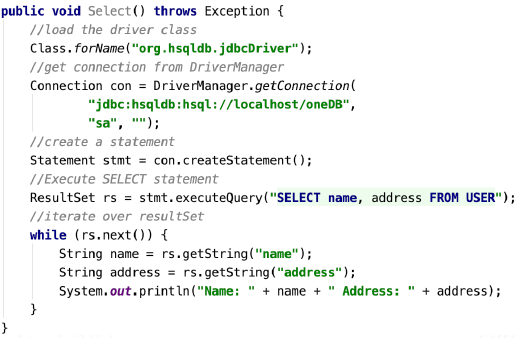 public void Select() throws Exception {
    //load the driver class
    Class.forName("org.hsqldb.jdbcDriver");
    //get connection from DriverManager
    Connection con = DriverManager.getConnection(
            "jdbc:hsqldb:hsql://localhost/oneDB",
            "sa", "");
    //create a statement
    Statement stmt = con.createStatement();
    //Execute SELECT statement
    ResultSet rs = stmt.executeQuery("SELECT name, address FROM USER");
    //iterate over resultSet
    while (rs.next()) {
        String name = rs.getString("name");
        String address = rs.getString("address");
        System.out.println("Name: " + name + " Address: " + address);
    }
}